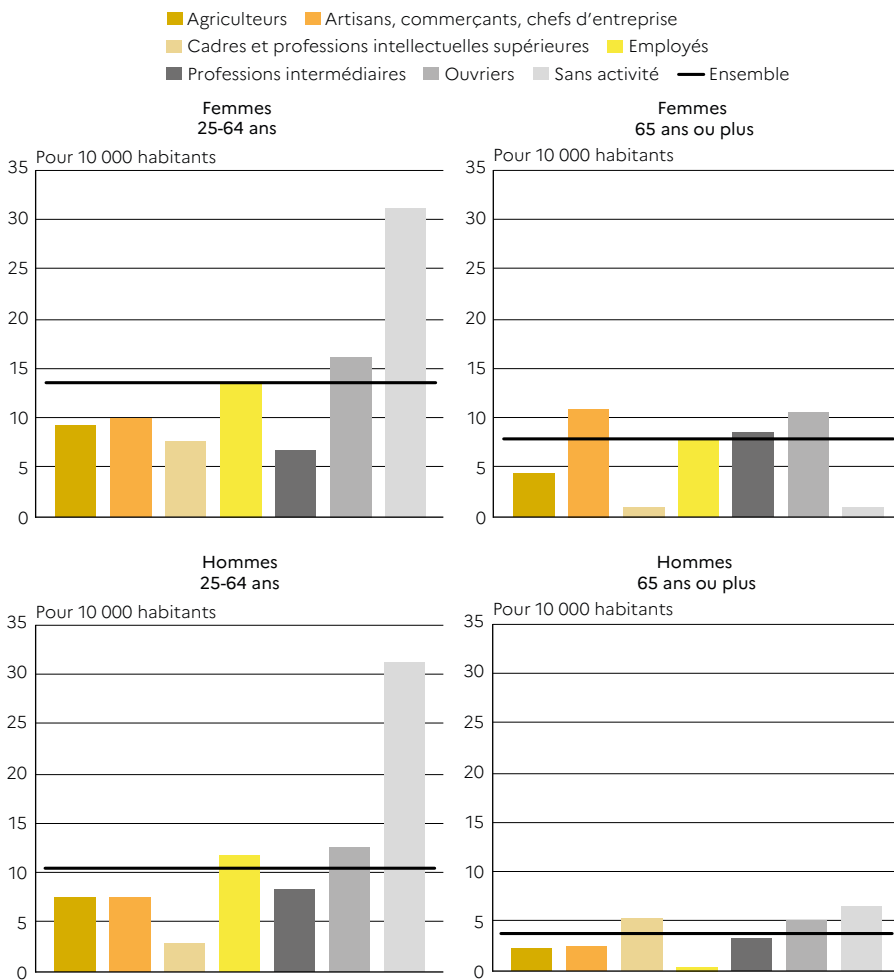 Agriculteurs Artisans, commerçants, chefs d'entreprise
Cadres et professions intellectuelles supérieures Employés
Professions intermédiaires Ouvriers Sans activité Ensemble
Femmes
25-64 ans
Pour 10 000 habitants
35
30
25
20
15
10
5
0
Femmes
65 ans ou plus
Pour 10 000 habitants
35
30
25
20
15
10
5
0
Hommes
25-64 ans
Pour 10 000 habitants
35
30
25
20
15
10
5
0
Hommes
65 ans ou plus
Pour 10 000 habitants
35
30
25
20
15
10
5
0